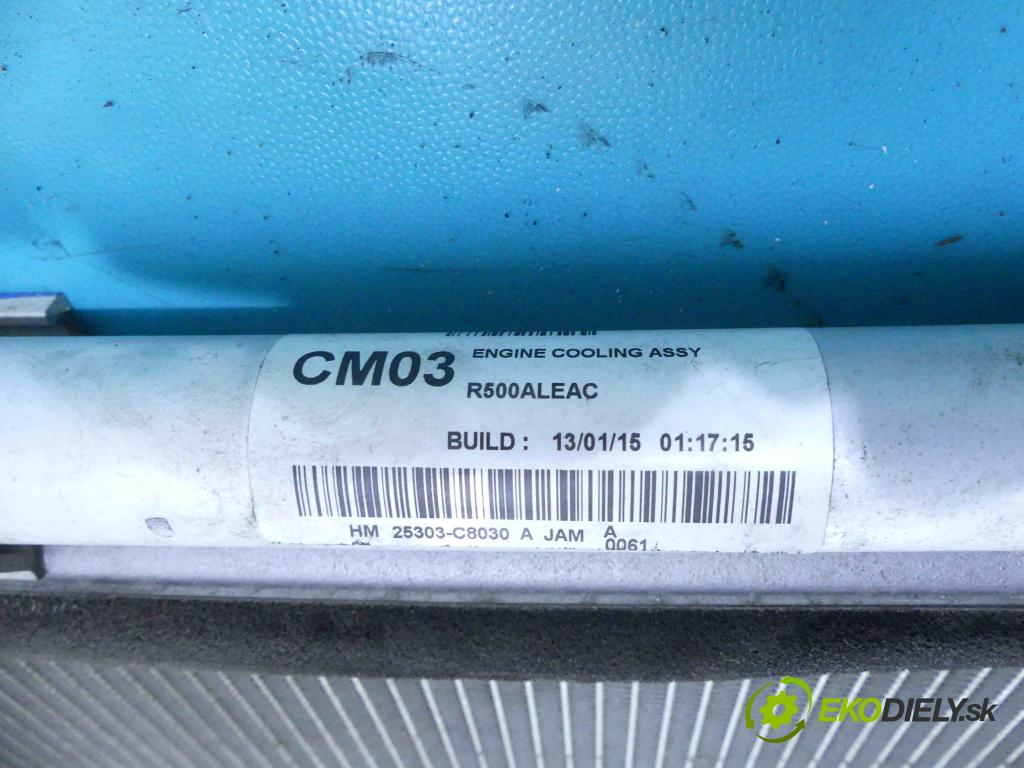 CM03 ENGINE COOLING ASSY
R500ALEAC
BUILD : 13/01/15 01:17:15
HM 25303-C8030 A JAM A
0061
EKODIELY.sk